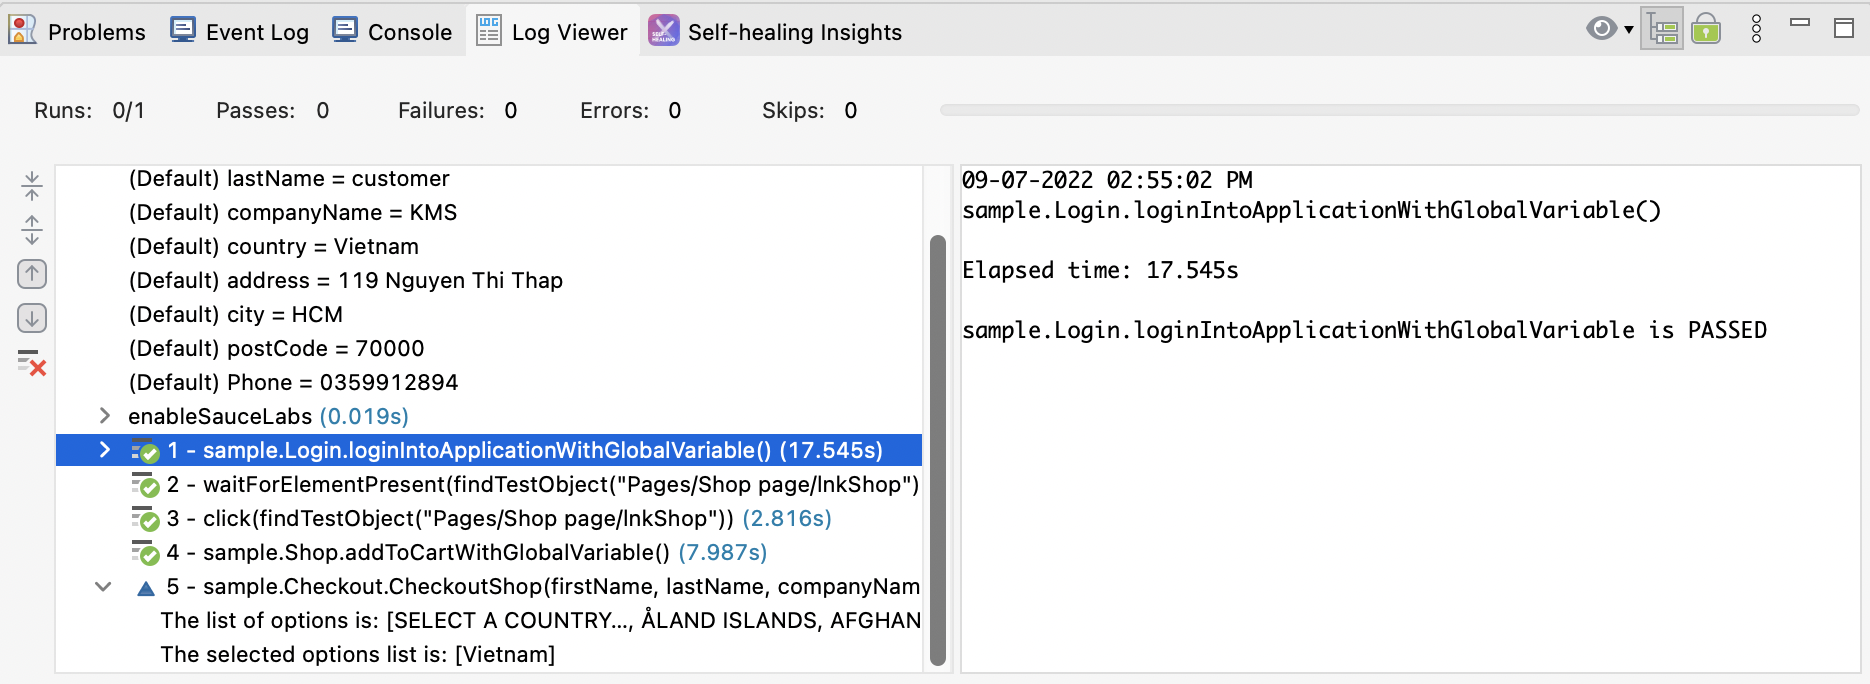 Problems Event Log Console Log Viewer Self-healing Insights
Runs: 0/1 Passes: 0 Failures: 0 Errors: 0 Skips: 0
(Default) lastName = customer
(Default) companyName = KMS
(Default) country = Vietnam
(Default) address = 119 Nguyen Thi Thap
(Default) city = HCM
(Default) postCode = 70000
(Default) Phone = 0359912894
enableSauceLabs (0.019s)
1 - sample.Login.loginIntoApplicationWithGlobalVariable() (17.545s)
2 - waitForElementPresent(findTestObject("Pages/Shop page/lnkShop")
3 - click(findTestObject("Pages/Shop page/lnkShop")) (2.816s)
4 - sample.Shop.addToCartWithGlobalVariable() (7.987s)
5 - sample.Checkout.CheckoutShop(firstName, lastName, companyNam
The list of options is: [SELECT A COUNTRY..., ÅLAND ISLANDS, AFGHAN
The selected options list is: [Vietnam]
09-07-2022 02:55:02 PM
sample.Login.loginIntoApplicationWithGlobalVariable()
Elapsed time: 17.545s
sample.Login.loginIntoApplicationWithGlobalVariable is PASSED